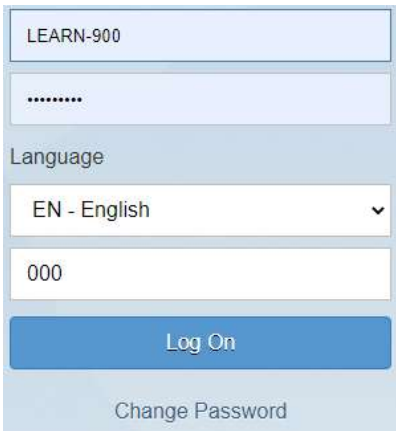 LEARN-900
•••••••••
Language
EN - English
000
Log On
Change Password